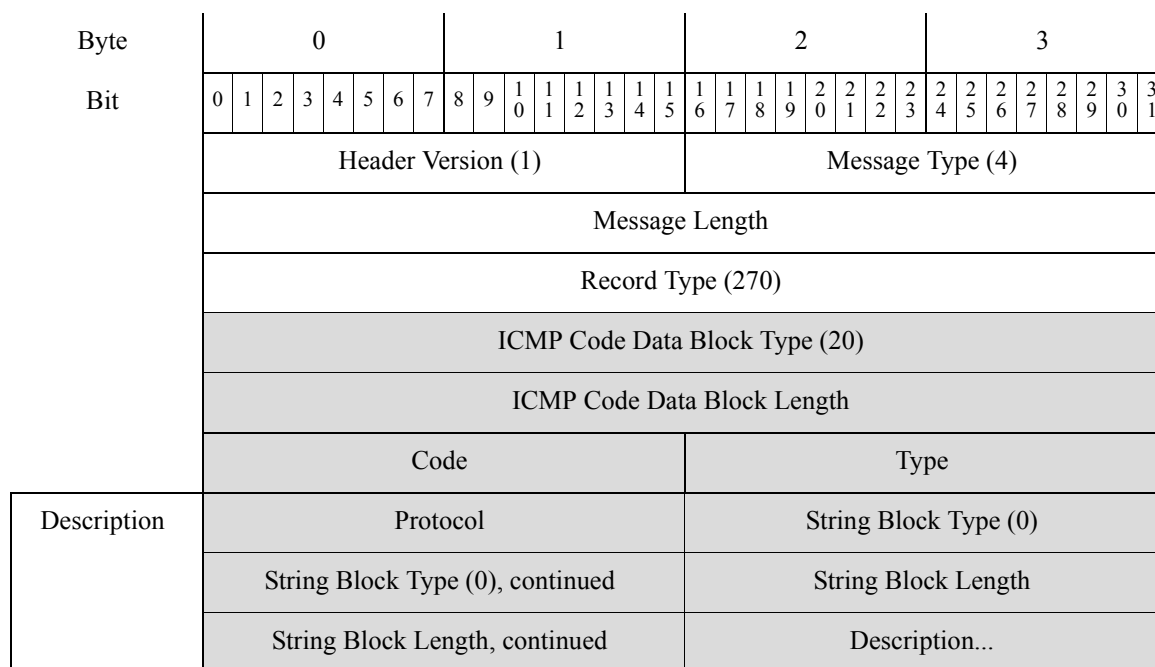 Byte 0 1 2 3
Bit 0 1 2 3 4 5 6 7 8 9 10 11 12 13 14 15 16 17 18 19 20 21 22 23 24 25 26 27 28 29 30 31
Header Version (1) Message Type (4)
Message Length
Record Type (270)
ICMP Code Data Block Type (20)
ICMP Code Data Block Length
Code Type
Description Protocol String Block Type (0)
String Block Type (0), continued String Block Length
String Block Length, continued Description...